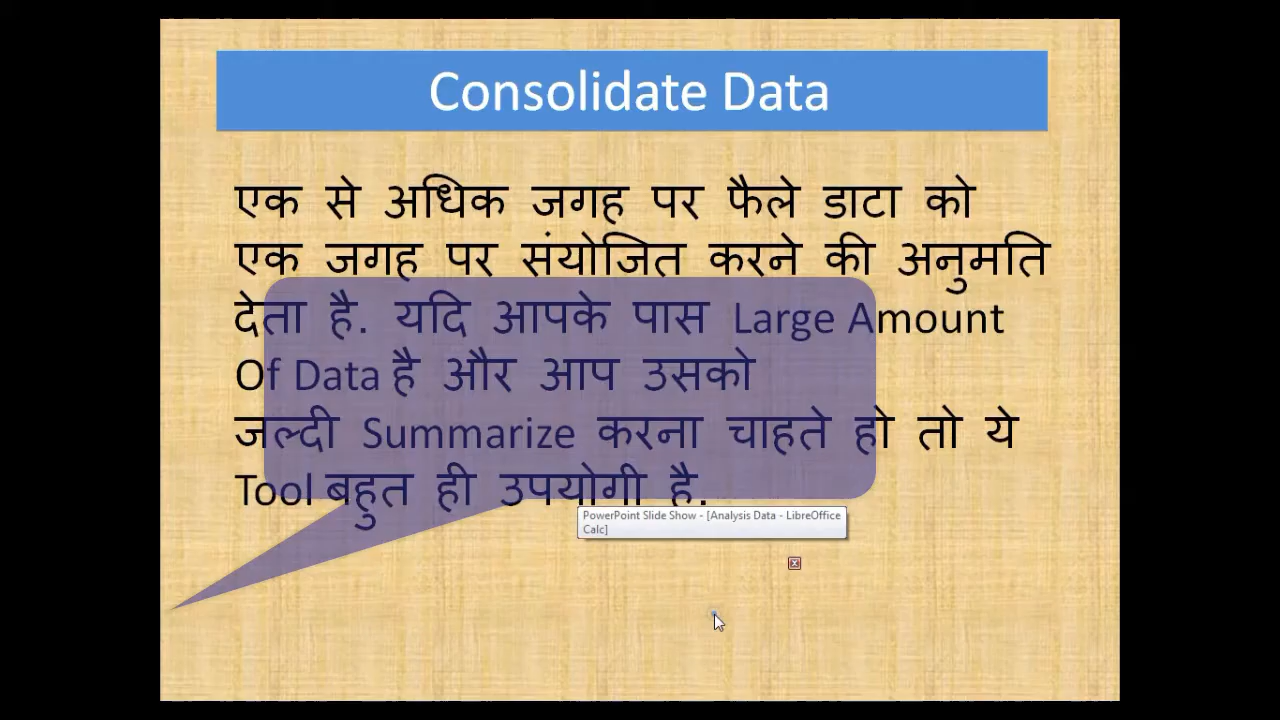 Consolidate Data
एक से अधिक जगह पर फैले डाटा को
एक जगह पर संयोजित करने की अनुमति
देता है. यदि आपके पास Large Amount
Of Data है और आप उसको
जल्दी Summarize करना चाहते हो तो ये
Tool बहुत ही उपयोगी है.
PowerPoint Slide Show - [Analysis Data - LibreOffice
Calc]